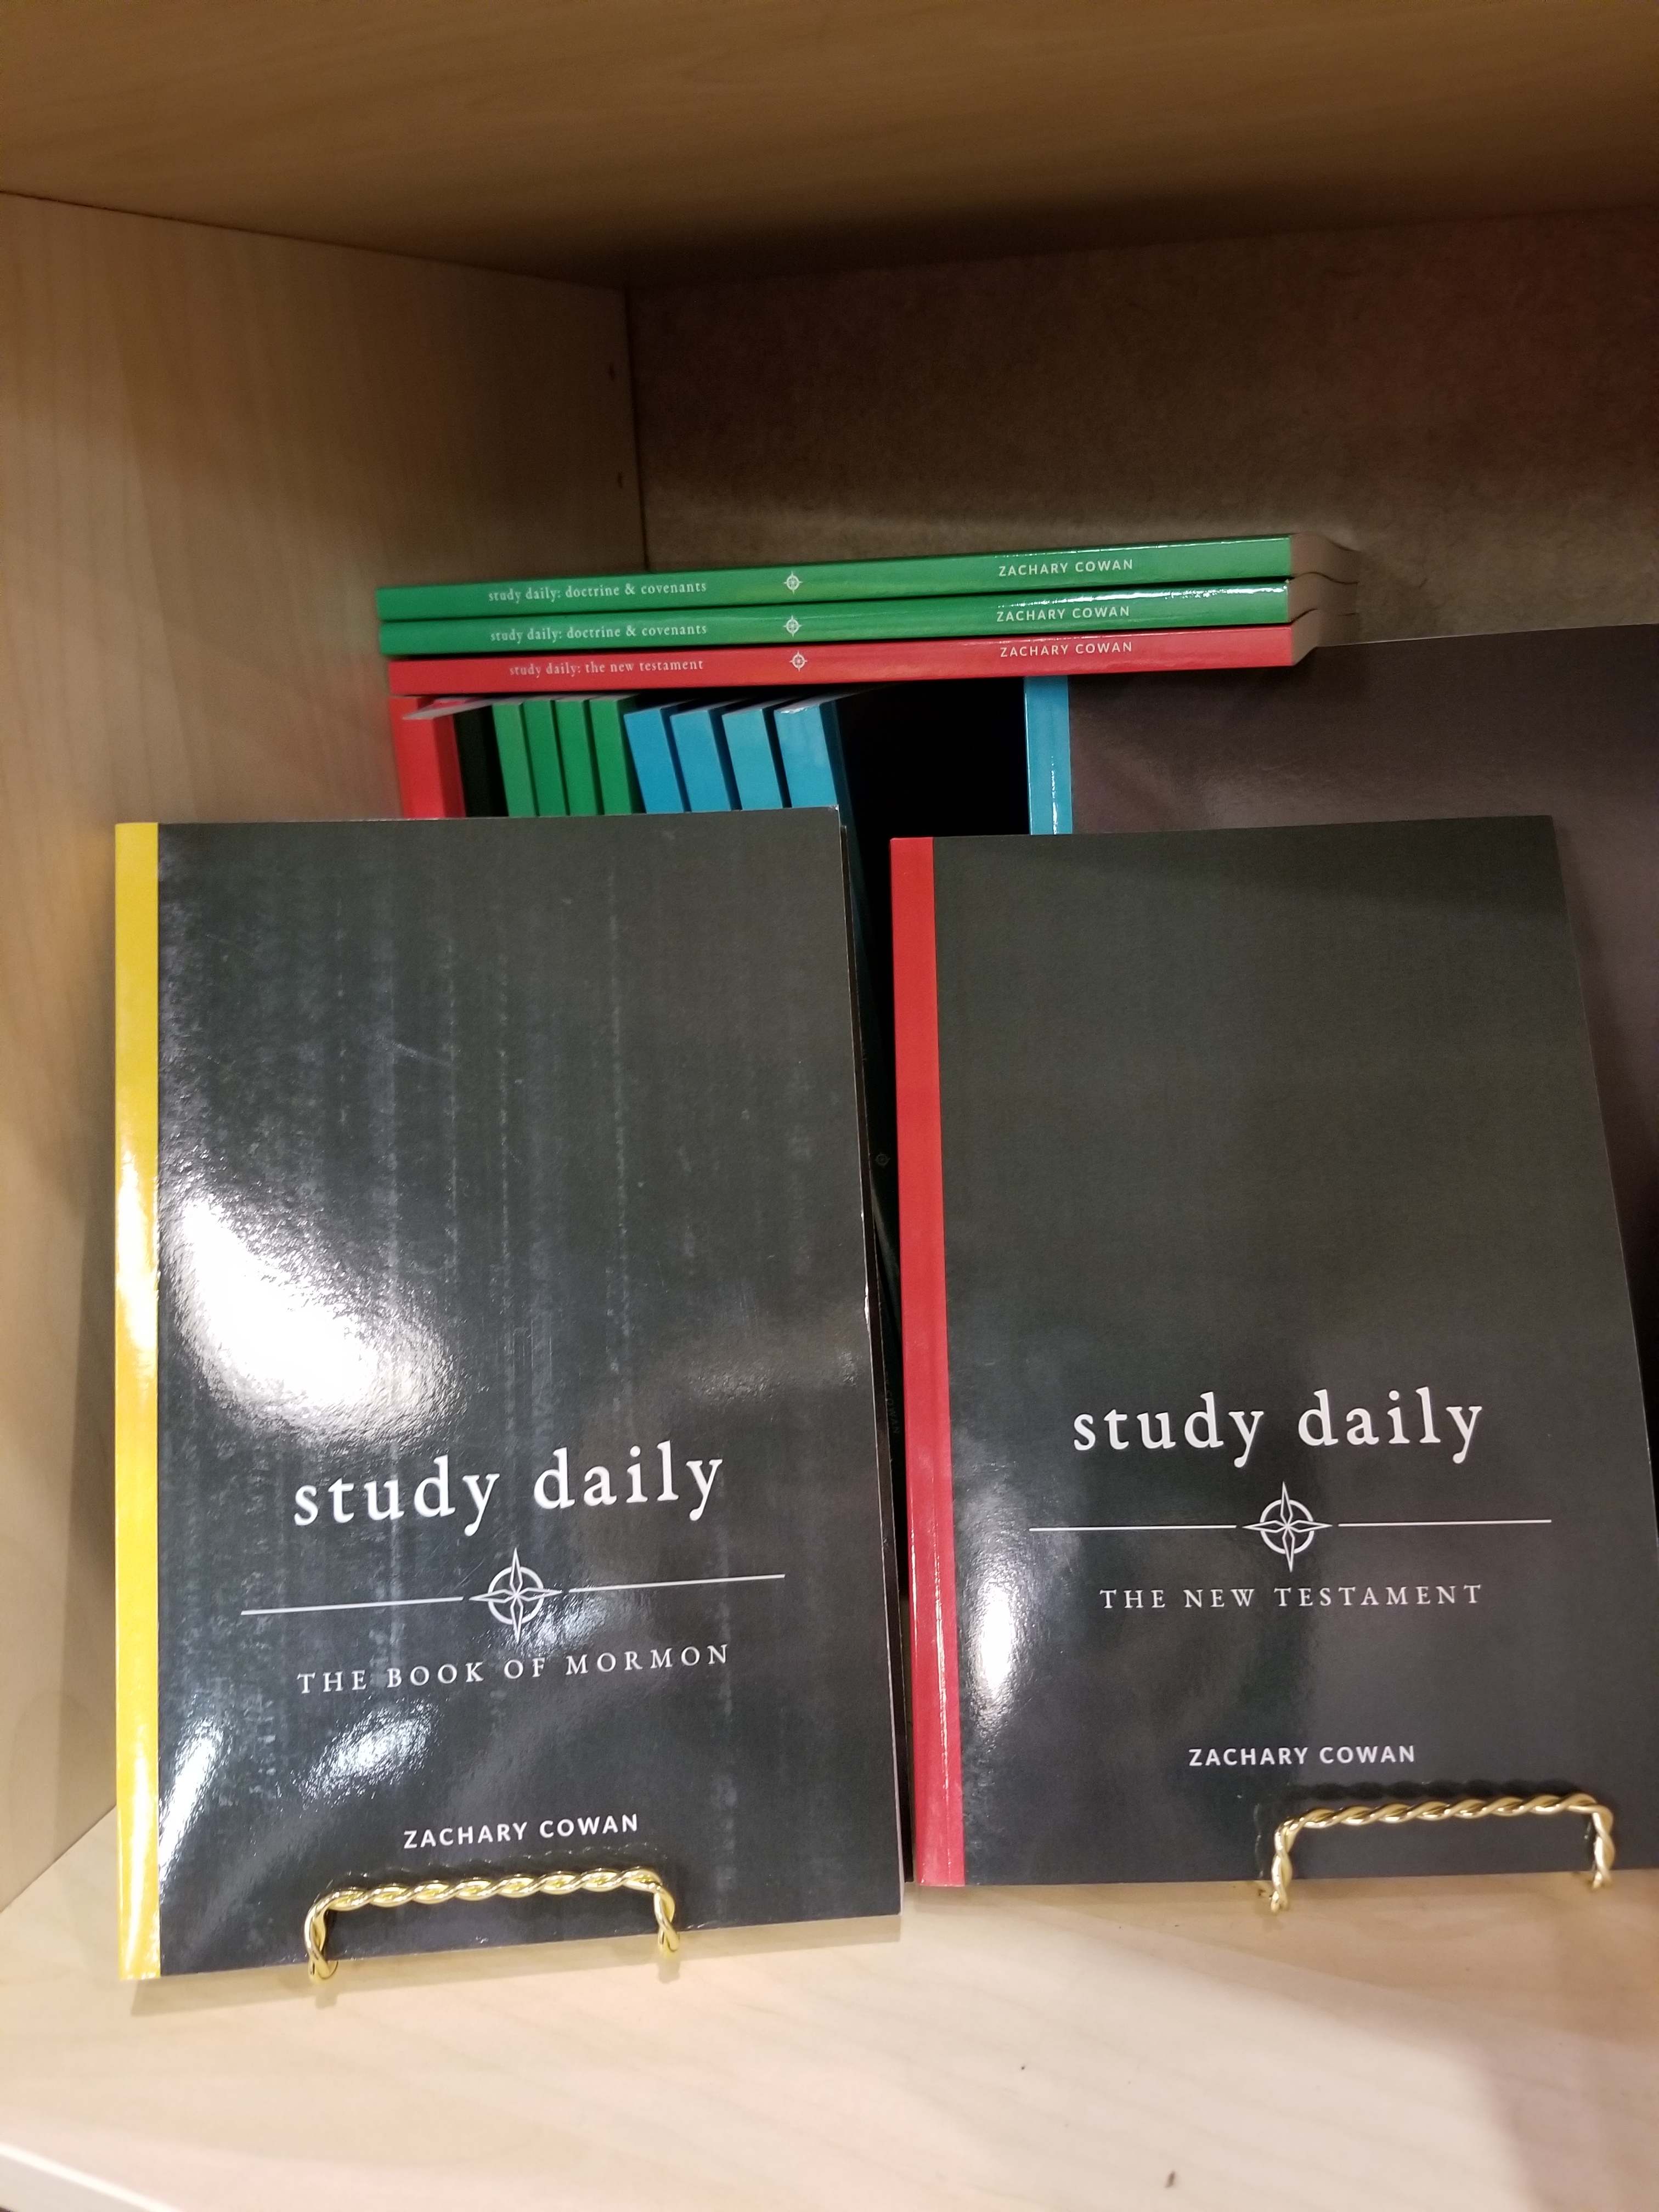 study daily: doctrine & covenants ZACHARY COWAN
study daily: doctrine & covenants ZACHARY COWAN
study daily: the new testament ZACHARY COWAN
study daily
THE BOOK OF MORMON
ZACHARY COWAN
study daily
THE NEW TESTAMENT
ZACHARY COWAN